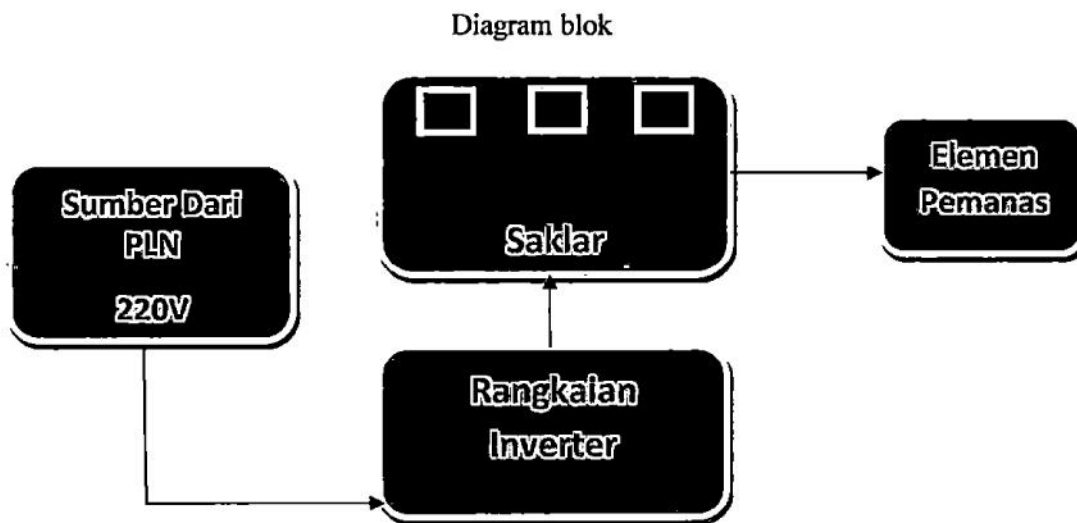 Diagram blok
Sumber Dari
PLN
220V
Saklar
Elemen
Pemanas
Rangkaian
Inverter